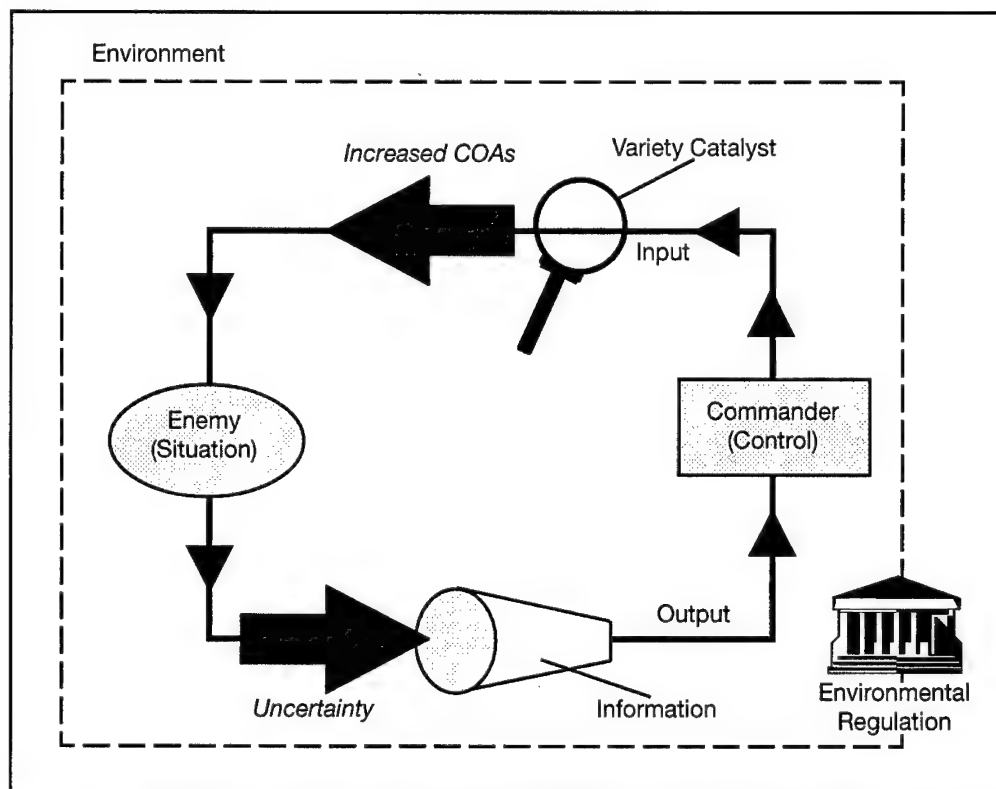 Environment
Increased COAs
Variety Catalyst
Input
Enemy
(Situation)
Commander
(Control)
Output
Uncertainty
Information
Environmental
Regulation